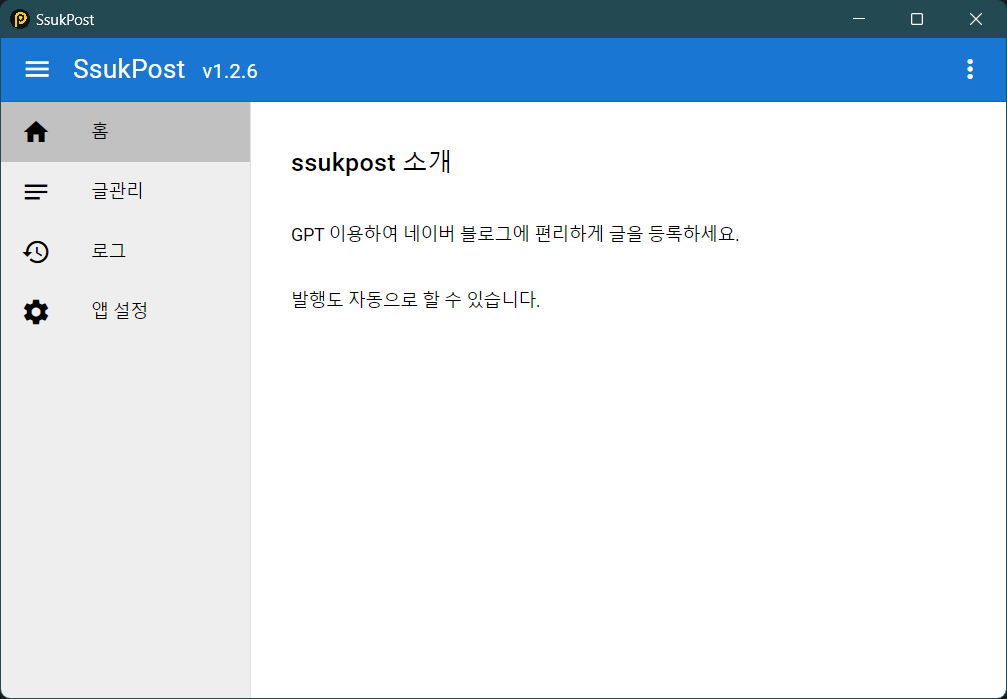 SsukPost
SsukPost v1.2.6
홈
글관리
로그
앱 설정
ssukpost 소개
GPT 이용하여 네이버 블로그에 편리하게 글을 등록하세요.
발행도 자동으로 할 수 있습니다.